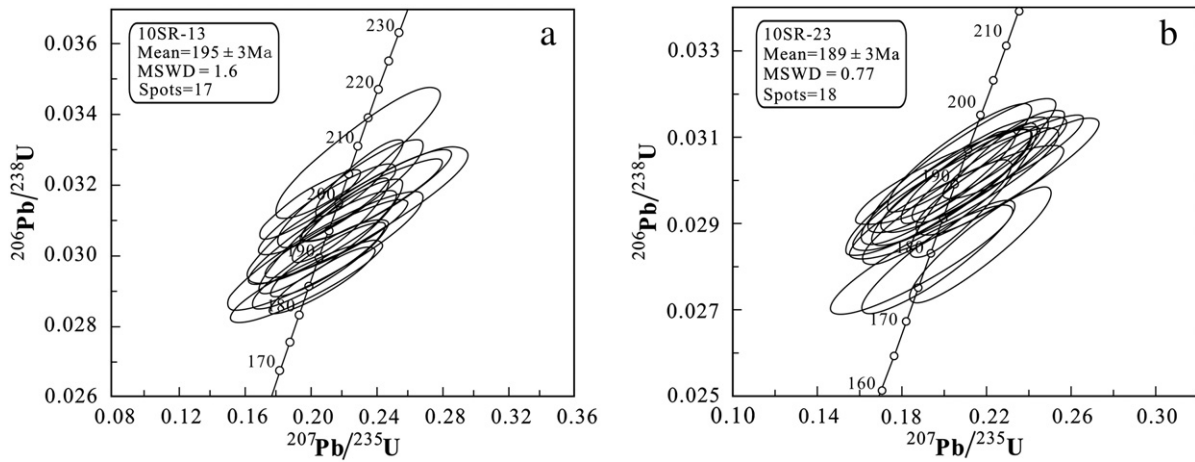 a
10SR-13
Mean=195 ± 3Ma
MSWD = 1.6
Spots=17
230
220
210
200
190
180
170
0.036
0.034
0.032
0.030
0.028
0.026
0.08
0.12
0.16
0.20
0.24
0.28
0.32
0.36
²⁰⁶Pb/²³⁸U
²⁰⁷Pb/²³⁵U
b
10SR-23
Mean=189 ± 3Ma
MSWD = 0.77
Spots=18
210
200
190
180
170
160
0.033
0.031
0.029
0.027
0.025
0.10
0.14
0.18
0.22
0.26
0.30
²⁰⁶Pb/²³⁸U
²⁰⁷Pb/²³⁵U